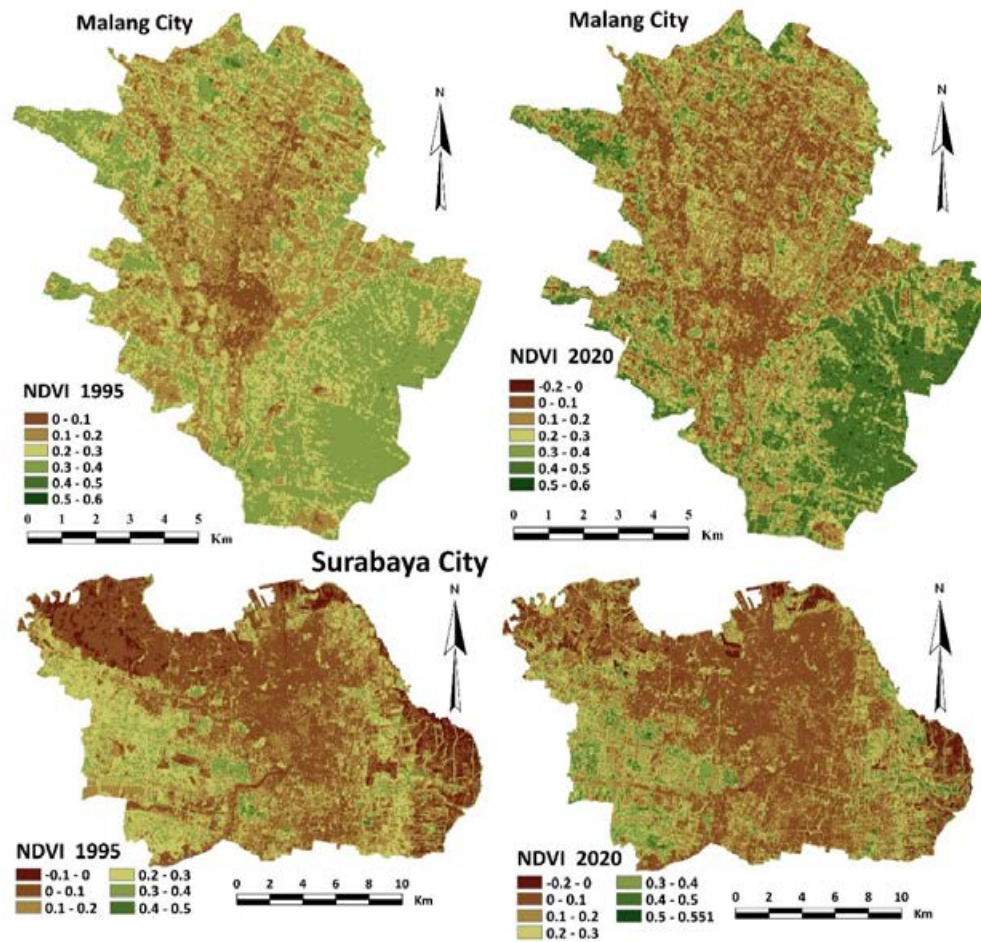 Malang City
Malang City
N
N
NDVI 1995
0 - 0.1
0.1 - 0.2
0.2 - 0.3
0.3 - 0.4
0.4 - 0.5
0.5 - 0.6
0 1 2 3 4 5
Km
NDVI 2020
-0.2 - 0
0 - 0.1
0.1 - 0.2
0.2 - 0.3
0.3 - 0.4
0.4 - 0.5
0.5 - 0.6
0 1 2 3 4 5
Km
Surabaya City
N
N
NDVI 1995
-0.1 - 0
0 - 0.1
0.1 - 0.2
0.2 - 0.3
0.3 - 0.4
0.4 - 0.5
0 2 4 6 8 10
Km
NDVI 2020
-0.2 - 0
0 - 0.1
0.1 - 0.2
0.2 - 0.3
0.3 - 0.4
0.4 - 0.5
0.5 - 0.551
0 2 4 6 8 10
Km